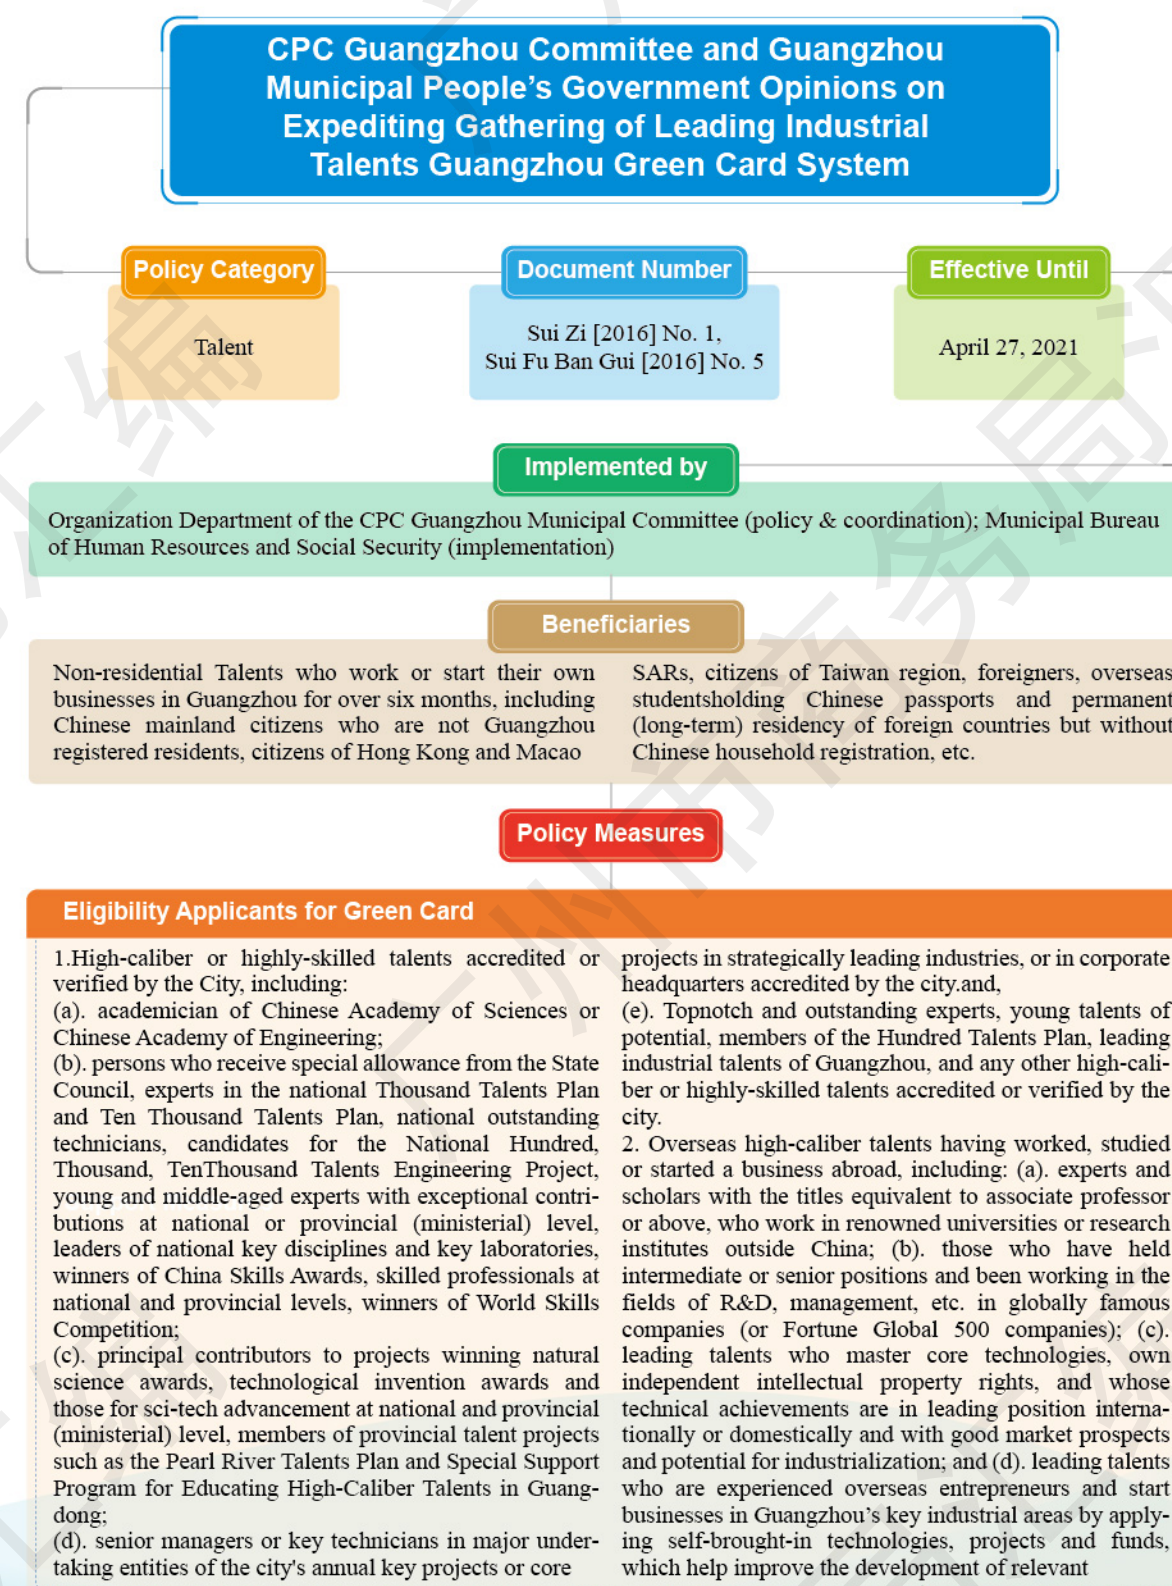 CPC Guangzhou Committee and Guangzhou
Municipal People's Government Opinions on
Expediting Gathering of Leading Industrial
Talents Guangzhou Green Card System
Policy Category
Talent
Document Number
Sui Zi [2016] No. 1,
Sui Fu Ban Gui [2016] No. 5
Effective Until
April 27, 2021
Implemented by
Organization Department of the CPC Guangzhou Municipal Committee (policy & coordination); Municipal Bureau
of Human Resources and Social Security (implementation)
Beneficiaries
Non-residential Talents who work or start their own
businesses in Guangzhou for over six months, including
Chinese mainland citizens who are not Guangzhou
registered residents, citizens of Hong Kong and Macao
SARs, citizens of Taiwan region, foreigners, overseas
studentsholding Chinese passports and permanent
(long-term) residency of foreign countries but without
Chinese household registration, etc.
Policy Measures
Eligibility Applicants for Green Card
1.High-caliber or highly-skilled talents accredited or
verified by the City, including:
(a). academician of Chinese Academy of Sciences or
Chinese Academy of Engineering;
(b). persons who receive special allowance from the State
Council, experts in the national Thousand Talents Plan
and Ten Thousand Talents Plan, national outstanding
technicians, candidates for the National Hundred,
Thousand, TenThousand Talents Engineering Project,
young and middle-aged experts with exceptional contri-
butions at national or provincial (ministerial) level,
leaders of national key disciplines and key laboratories,
winners of China Skills Awards, skilled professionals at
national and provincial levels, winners of World Skills
Competition;
(c). principal contributors to projects winning natural
science awards, technological invention awards and
those for sci-tech advancement at national and provincial
(ministerial) level, members of provincial talent projects
such as the Pearl River Talents Plan and Special Support
Program for Educating High-Caliber Talents in Guang-
dong;
(d). senior managers or key technicians in major under-
taking entities of the city's annual key projects or core
projects in strategically leading industries, or in corporate
headquarters accredited by the city.and,
(e). Topnotch and outstanding experts, young talents of
potential, members of the Hundred Talents Plan, leading
industrial talents of Guangzhou, and any other high-cali-
ber or highly-skilled talents accredited or verified by the
city.
2. Overseas high-caliber talents having worked, studied
or started a business abroad, including: (a). experts and
scholars with the titles equivalent to associate professor
or above, who work in renowned universities or research
institutes outside China; (b). those who have held
intermediate or senior positions and been working in the
fields of R&D, management, etc. in globally famous
companies (or Fortune Global 500 companies); (c).
leading talents who master core technologies, own
independent intellectual property rights, and whose
technical achievements are in leading position interna-
tionally or domestically and with good market prospects
and potential for industrialization; and (d). leading talents
who are experienced overseas entrepreneurs and start
businesses in Guangzhou's key industrial areas by apply-
ing self-brought-in technologies, projects and funds,
which help improve the development of relevant
广州市商务局汇编